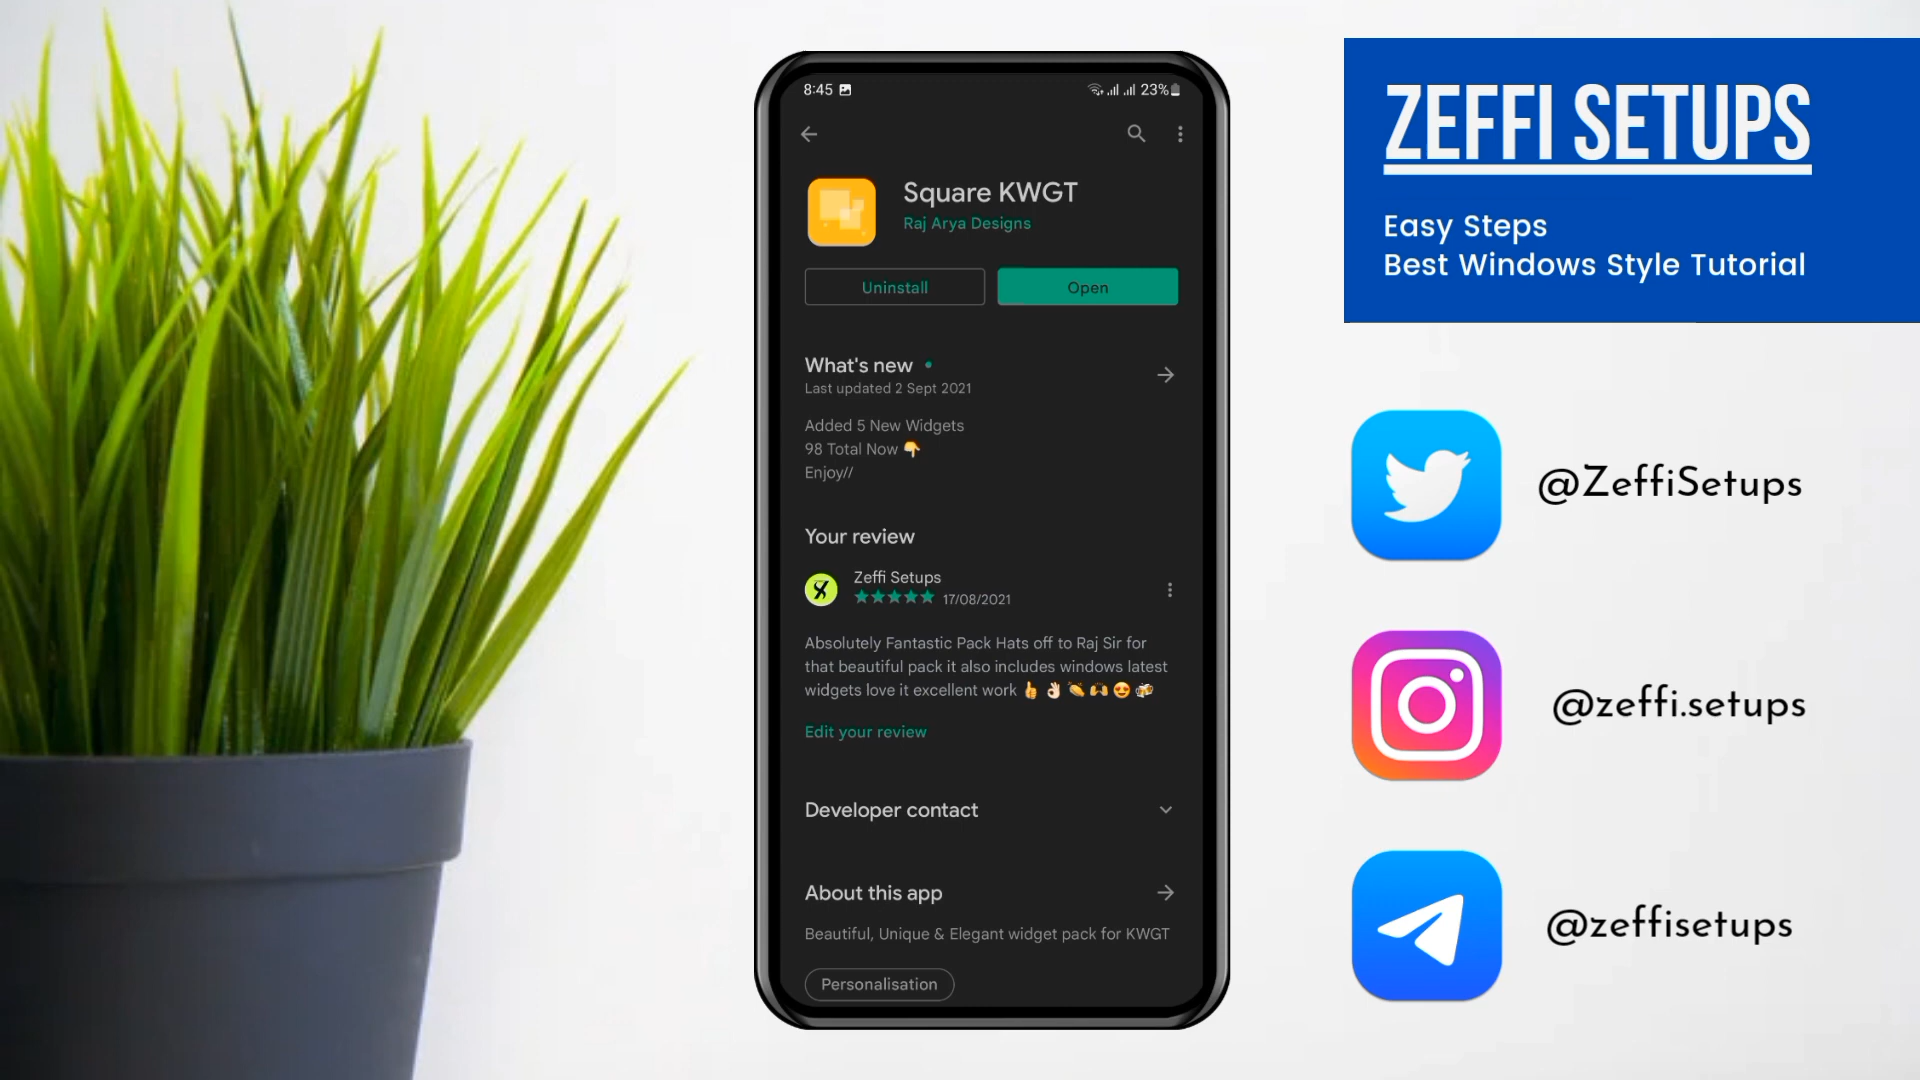 8:45
23%
Square KWGT
Raj Arya Designs
Uninstall
Open
What's new •
Last updated 2 Sept 2021
Added 5 New Widgets
98 Total Now 👇
Enjoy//
Your review
Zeffi Setups
★★★★★ 17/08/2021
Absolutely Fantastic Pack Hats off to Raj Sir for
that beautiful pack it also includes windows latest
widgets love it excellent work 👍👌👏🙌😍🍻
Edit your review
Developer contact
About this app
Beautiful, Unique & Elegant widget pack for KWGT
Personalisation
ZEFFI SETUPS
Easy Steps
Best Windows Style Tutorial
@ZeffiSetups
@zeffi.setups
@zeffisetups